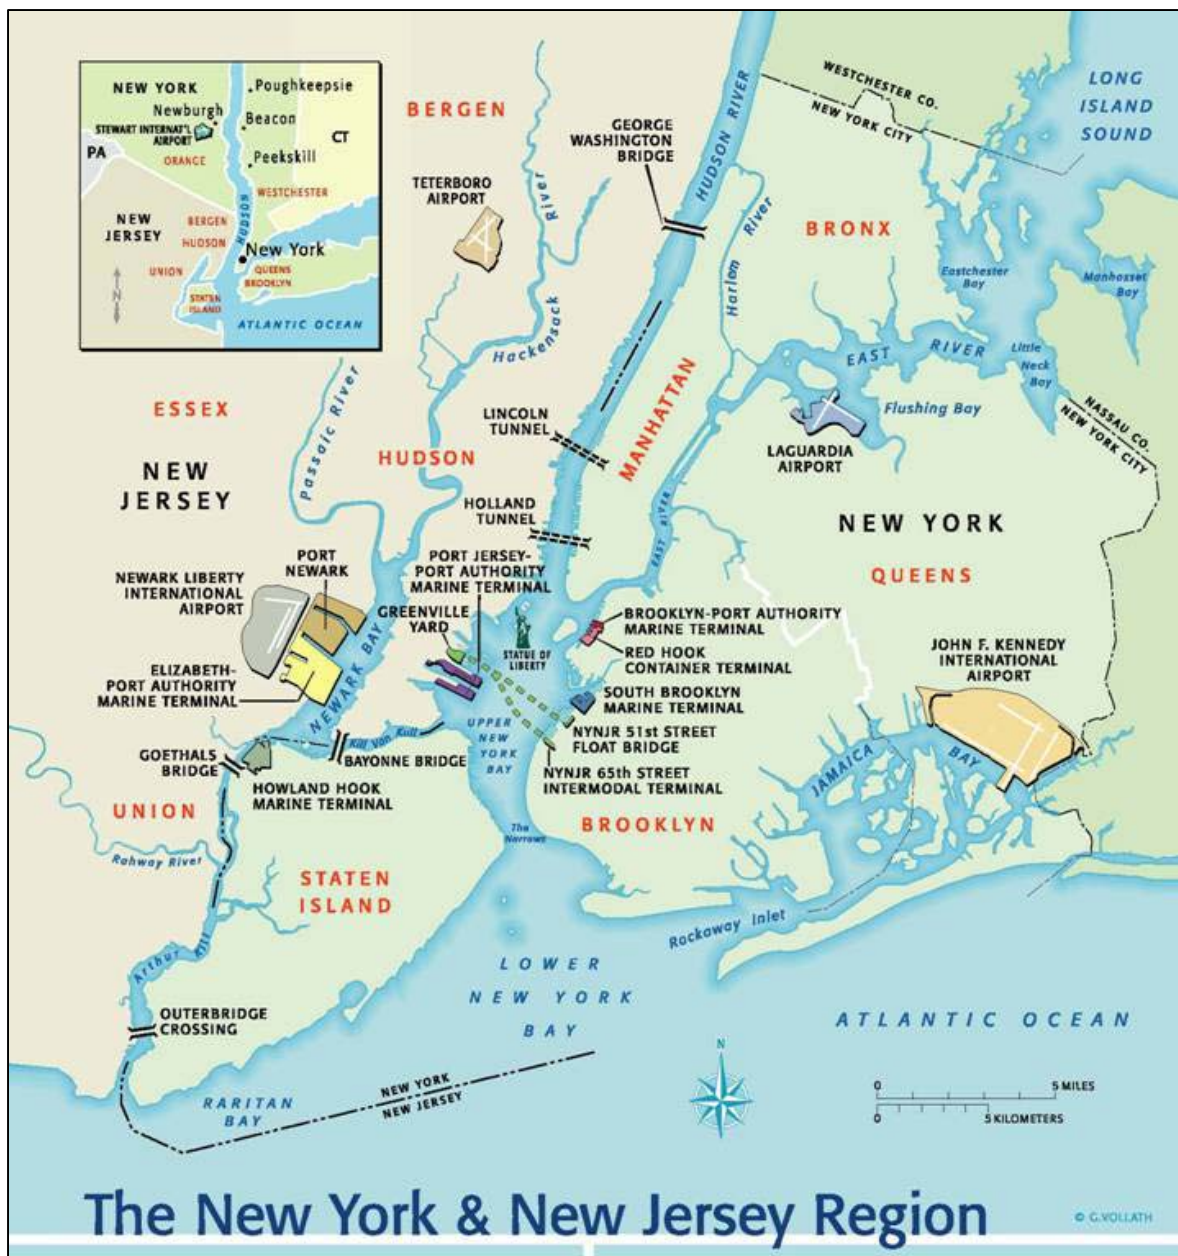 NEW YORK
Poughkeepsie
Newburgh
STEWART INTERNAT'L
AIRPORT
Beacon
CT
PA
ORANGE
Peekskill
WESTCHESTER
NEW
JERSEY
BERGEN
HUDSON
HUDSON
New York
UNION
QUEENS
BROOKLYN
STATEN
ISLAND
N
ATLANTIC OCEAN
BERGEN
TETERBORO
AIRPORT
River
Hackensack
GEORGE
WASHINGTON
BRIDGE
HUDSON RIVER
WESTCHESTER CO.
NEW YORK CITY
LONG
ISLAND
SOUND
Harlem
River
BRONX
Eastchester
Bay
Manhasset
Bay
EAST RIVER
Little
Neck
Bay
ESSEX
Passaic River
HUDSON
LINCOLN
TUNNEL
MANHATTAN
Flushing Bay
LAGUARDIA
AIRPORT
NASSAU CO.
NEW YORK CITY
NEW
JERSEY
HOLLAND
TUNNEL
EAST RIVER
NEW YORK
QUEENS
NEWARK LIBERTY
INTERNATIONAL
AIRPORT
PORT
NEWARK
PORT JERSEY-
PORT AUTHORITY
MARINE TERMINAL
GREENVILLE
YARD
STATUE OF
LIBERTY
BROOKLYN-PORT AUTHORITY
MARINE TERMINAL
RED HOOK
CONTAINER TERMINAL
JOHN F. KENNEDY
INTERNATIONAL
AIRPORT
ELIZABETH-
PORT AUTHORITY
MARINE TERMINAL
NEWARK BAY
SOUTH BROOKLYN
MARINE TERMINAL
UPPER
NEW
YORK
BAY
NYNJR 51st STREET
FLOAT BRIDGE
GOETHALS
BRIDGE
Kill Van Kull
BAYONNE BRIDGE
NYNJR 65th STREET
INTERMODAL TERMINAL
JAMAICA
BAY
HOWLAND HOOK
MARINE TERMINAL
UNION
The
Narrows
BROOKLYN
Rahway River
STATEN
ISLAND
Rockaway Inlet
Arthur Kill
LOWER
NEW YORK
BAY
OUTERBRIDGE
CROSSING
ATLANTIC OCEAN
N
RARITAN
BAY
NEW YORK
NEW JERSEY
0 5 MILES
0 5 KILOMETERS
The New York & New Jersey Region
© G.VOLLATH